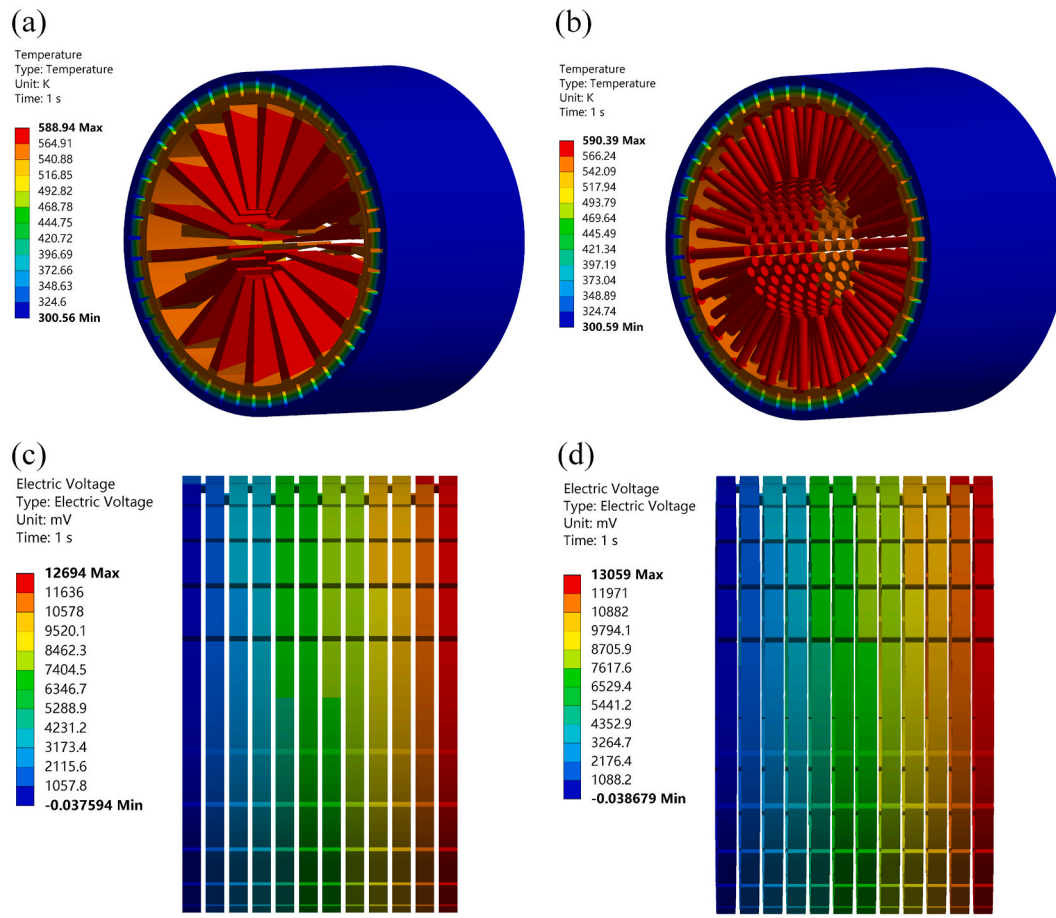 (a)
Temperature
Type: Temperature
Unit: K
Time: 1 s
588.94 Max
564.91
540.88
516.85
492.82
468.78
444.75
420.72
396.69
372.66
348.63
324.6
300.56 Min
(b)
Temperature
Type: Temperature
Unit: K
Time: 1 s
590.39 Max
566.24
542.09
517.94
493.79
469.64
445.49
421.34
397.19
373.04
348.89
324.74
300.59 Min
(c)
Electric Voltage
Type: Electric Voltage
Unit: mV
Time: 1 s
12694 Max
11636
10578
9520.1
8462.3
7404.5
6346.7
5288.9
4231.2
3173.4
2115.6
1057.8
-0.037594 Min
(d)
Electric Voltage
Type: Electric Voltage
Unit: mV
Time: 1 s
13059 Max
11971
10882
9794.1
8705.9
7617.6
6529.4
5441.2
4352.9
3264.7
2176.4
1088.2
-0.038679 Min